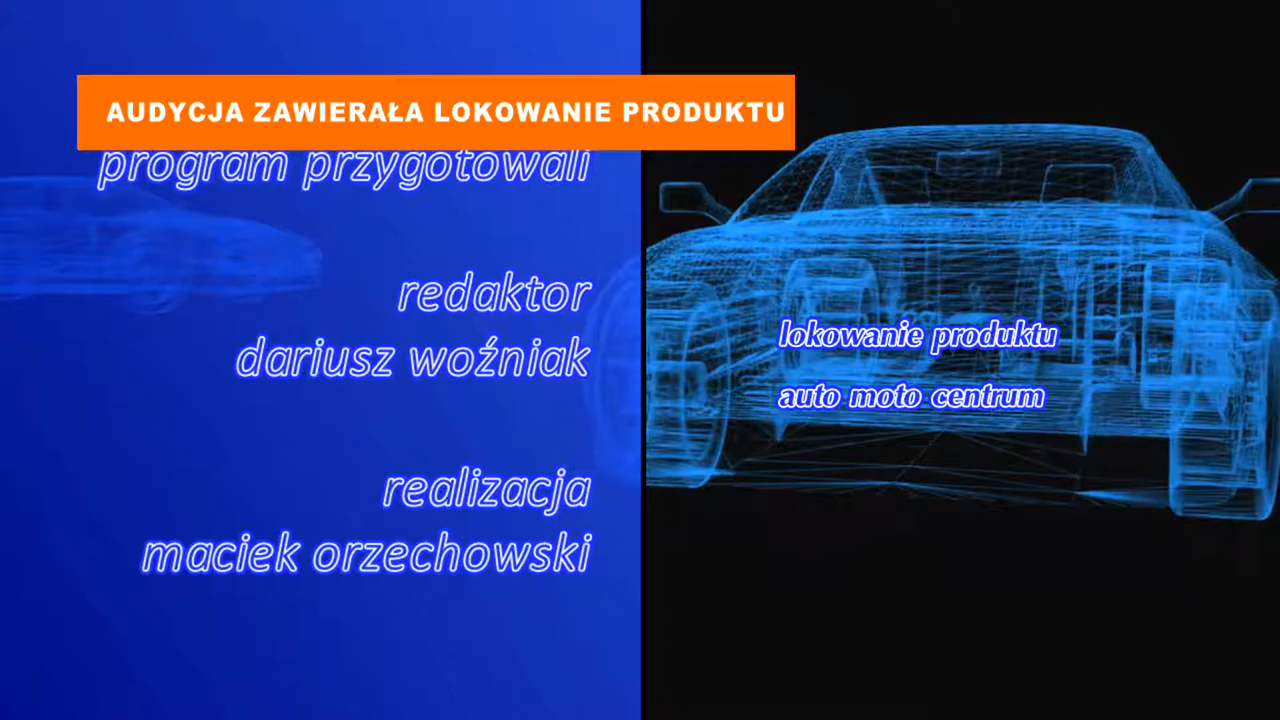 AUDYCJA ZAWIERAŁA LOKOWANIE PRODUKTU
program przygotowali
redaktor
dariusz woźniak
realizacja
maciek orzechowski
lokowanie produktu
auto moto centrum